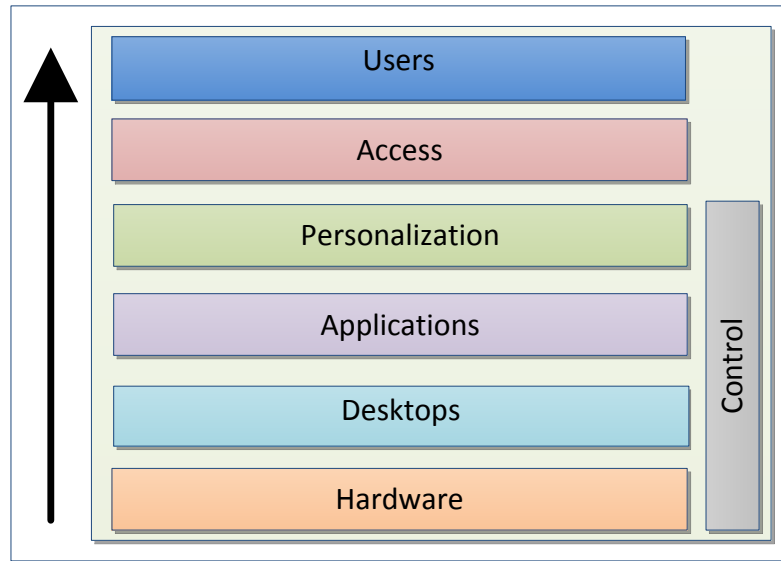 Users
Access
Personalization
Applications
Desktops
Hardware
Control